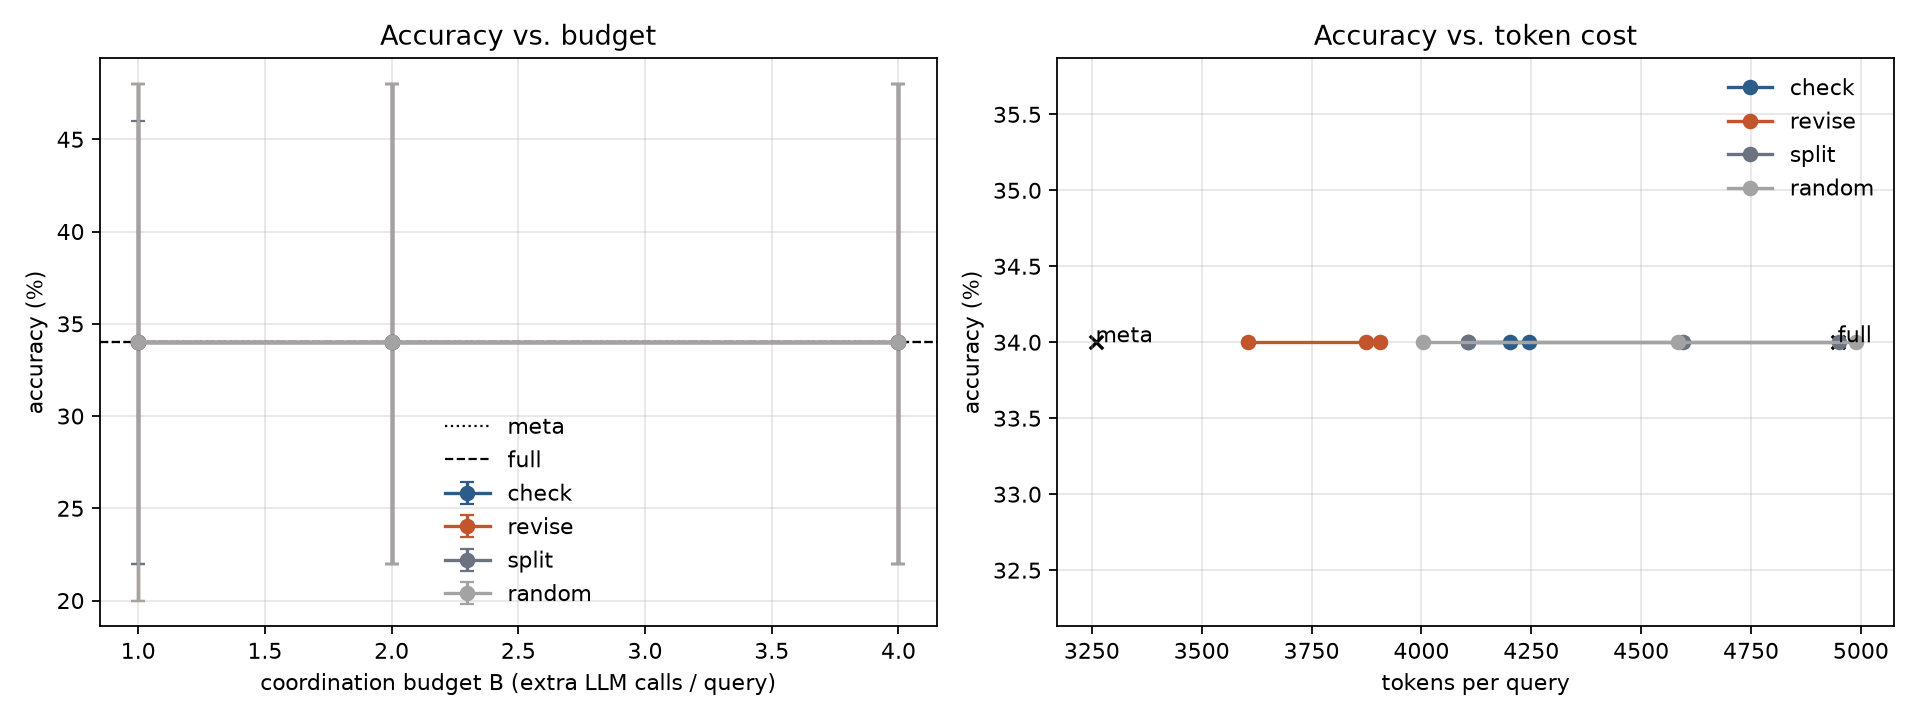 Accuracy vs. budget
accuracy (%)
45
40
35
30
25
20
meta
full
check
revise
split
random
1.0 1.5 2.0 2.5 3.0 3.5 4.0
coordination budget B (extra LLM calls / query)
Accuracy vs. token cost
accuracy (%)
35.5
35.0
34.5
34.0
33.5
33.0
32.5
check
revise
split
random
meta
full
3250 3500 3750 4000 4250 4500 4750 5000
tokens per query